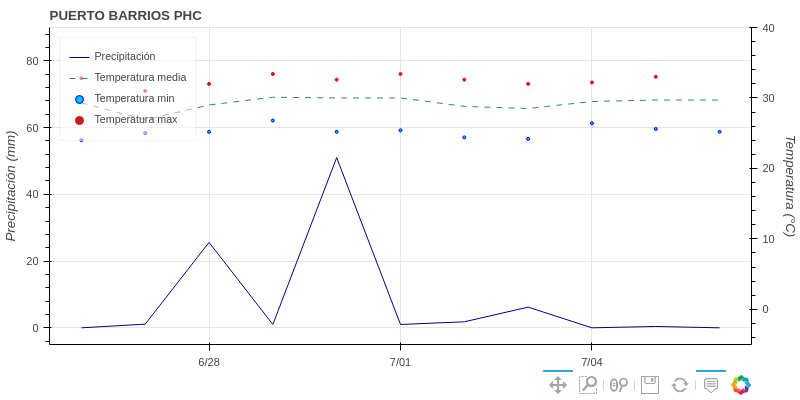 PUERTO BARRIOS PHC
Precipitación
Temperatura media
Temperatura min
Temperatura max
Precipitación (mm)
80
60
40
20
0
Temperatura (°C)
40
30
20
10
0
6/28
7/01
7/04